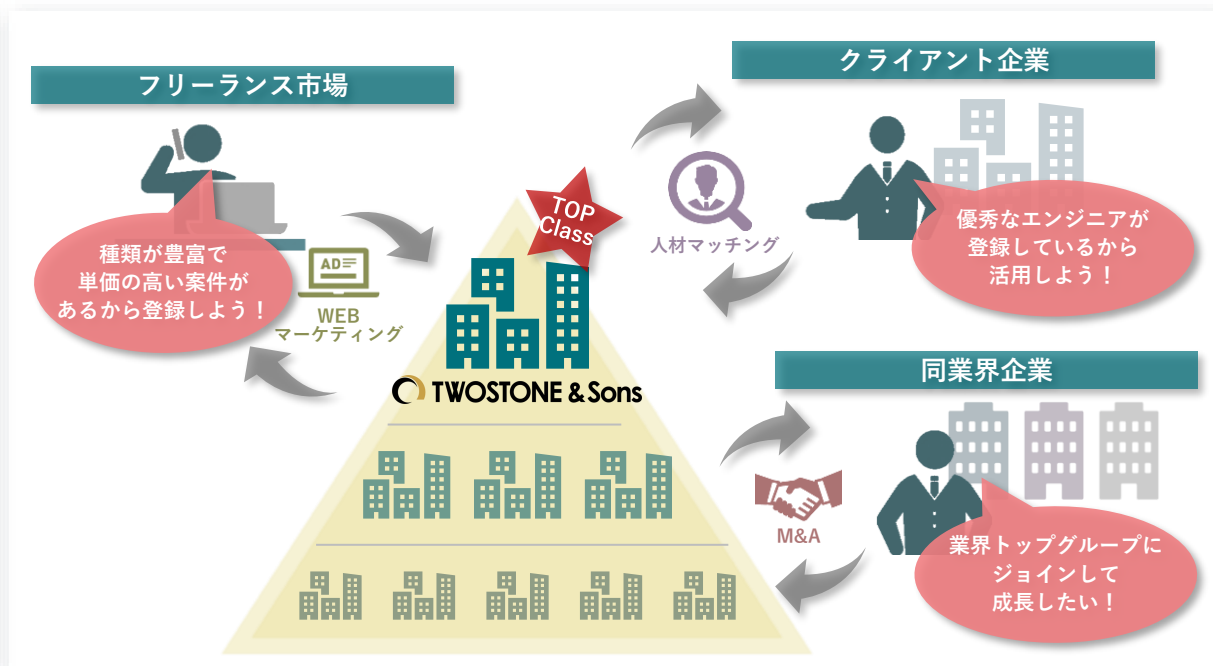 フリーランス市場
種類が豊富で
単価の高い案件が
あるから登録しよう！
AD
WEB
マーケティング
TOP
Class
TWOSTONE & Sons
クライアント企業
人材マッチング
優秀なエンジニアが
登録しているから
活用しよう！
同業界企業
M&A
業界トップグループに
ジョインして
成長したい！